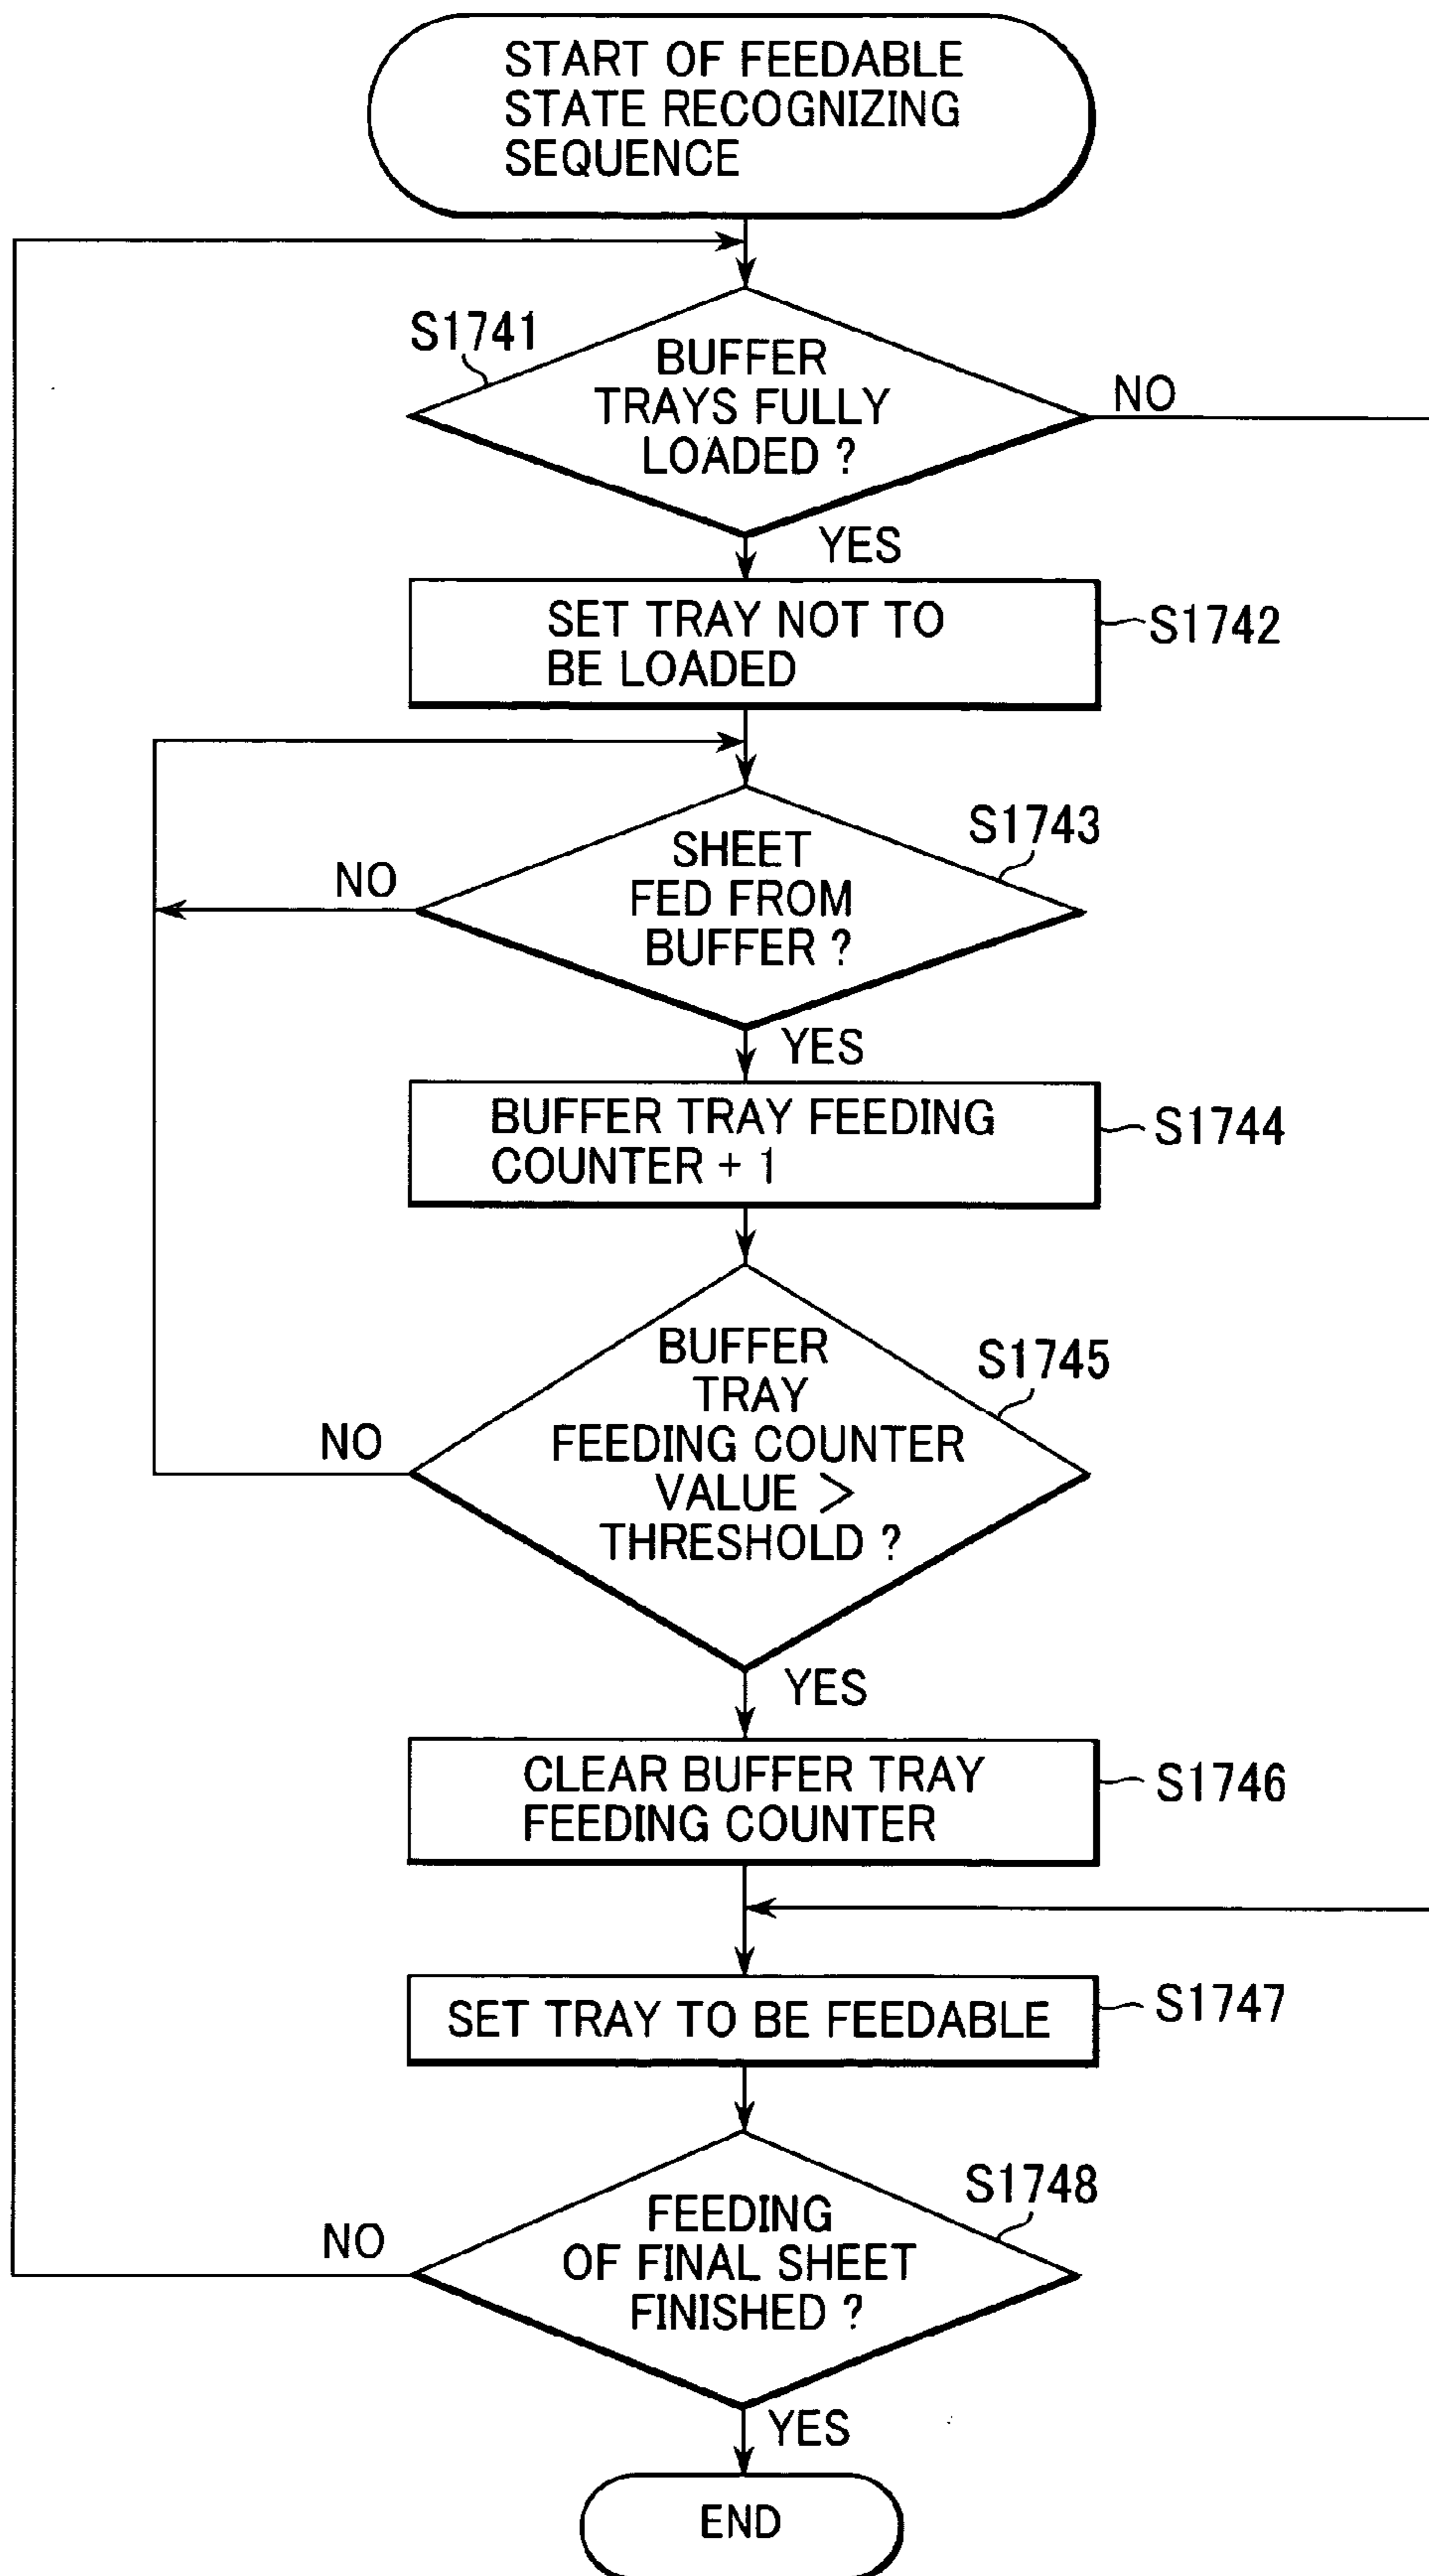 START OF FEEDABLE
STATE RECOGNIZING
SEQUENCE
S1741
BUFFER
TRAYS FULLY
LOADED ?
NO
YES
SET TRAY NOT TO
BE LOADED
S1742
S1743
SHEET
FED FROM
BUFFER ?
NO
YES
BUFFER TRAY FEEDING
COUNTER + 1
S1744
BUFFER
TRAY
FEEDING COUNTER
VALUE >
THRESHOLD ?
S1745
NO
YES
CLEAR BUFFER TRAY
FEEDING COUNTER
S1746
SET TRAY TO BE FEEDABLE
S1747
S1748
FEEDING
OF FINAL SHEET
FINISHED ?
NO
YES
END